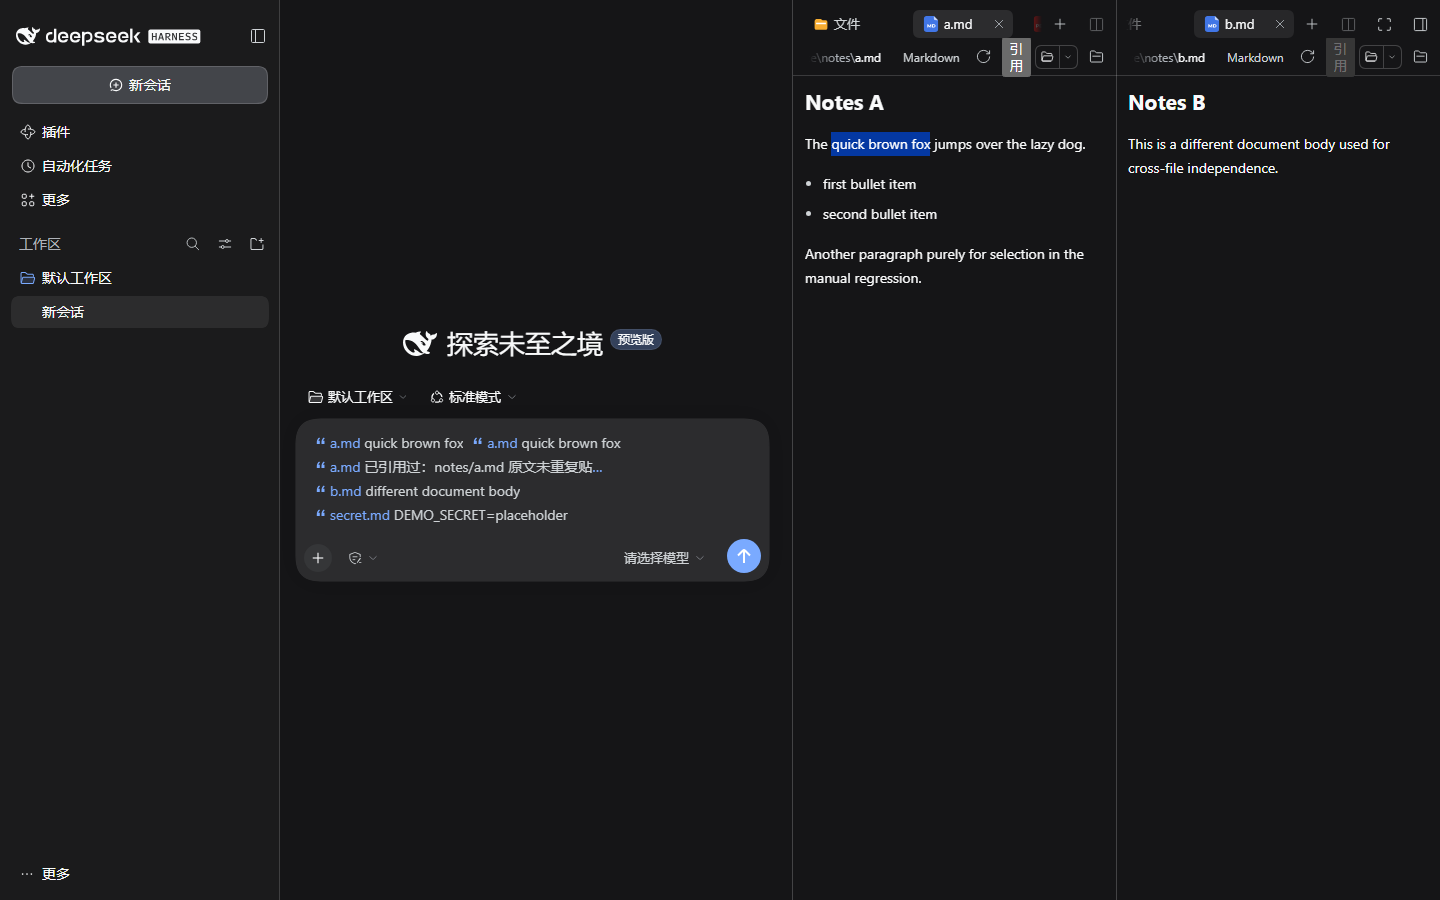 deepseek HARNESS
新会话
插件
自动化任务
更多
工作区
默认工作区
新会话
更多
探索未至之境 预览版
默认工作区 标准模式
a.md quick brown fox a.md quick brown fox
a.md 已引用过：notes/a.md 原文未重复贴...
b.md different document body
secret.md DEMO_SECRET=placeholder
请选择模型
文件 a.md
\notes\a.md Markdown 引用
Notes A
The quick brown fox jumps over the lazy dog.
first bullet item
second bullet item
Another paragraph purely for selection in the
manual regression.
件 b.md
\notes\b.md Markdown 引用
Notes B
This is a different document body used for
cross-file independence.